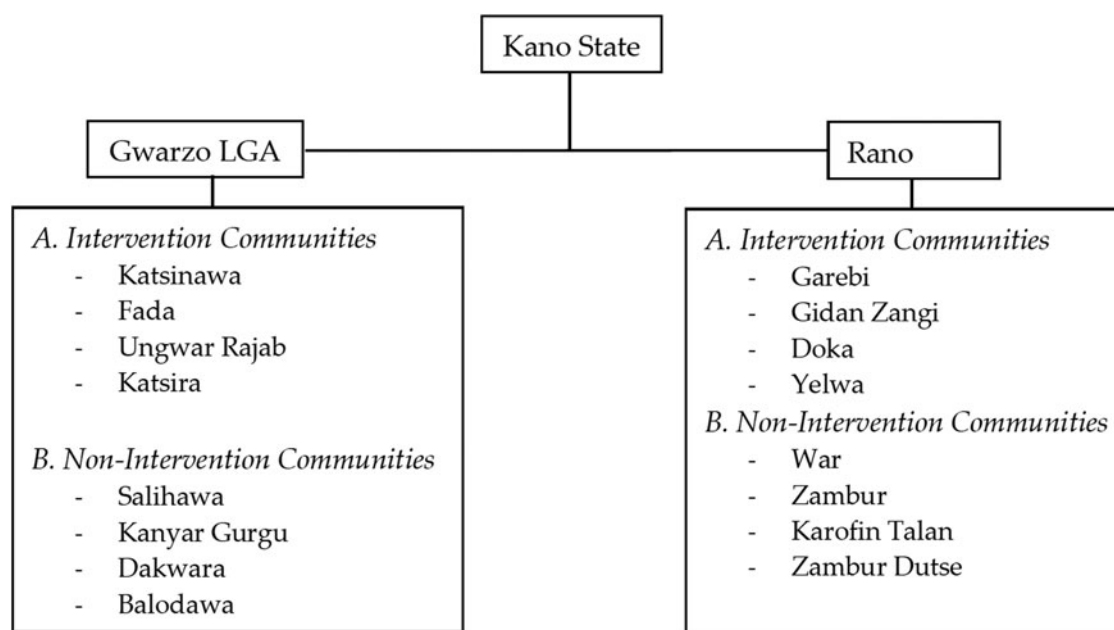 Kano State
Gwarzo LGA
A. Intervention Communities
- Katsinawa
- Fada
- Ungwar Rajab
- Katsira
B. Non-Intervention Communities
- Salihawa
- Kanyar Gurgu
- Dakwara
- Balodawa
Rano
A. Intervention Communities
- Garebi
- Gidan Zangi
- Doka
- Yelwa
B. Non-Intervention Communities
- War
- Zambur
- Karofin Talan
- Zambur Dutse